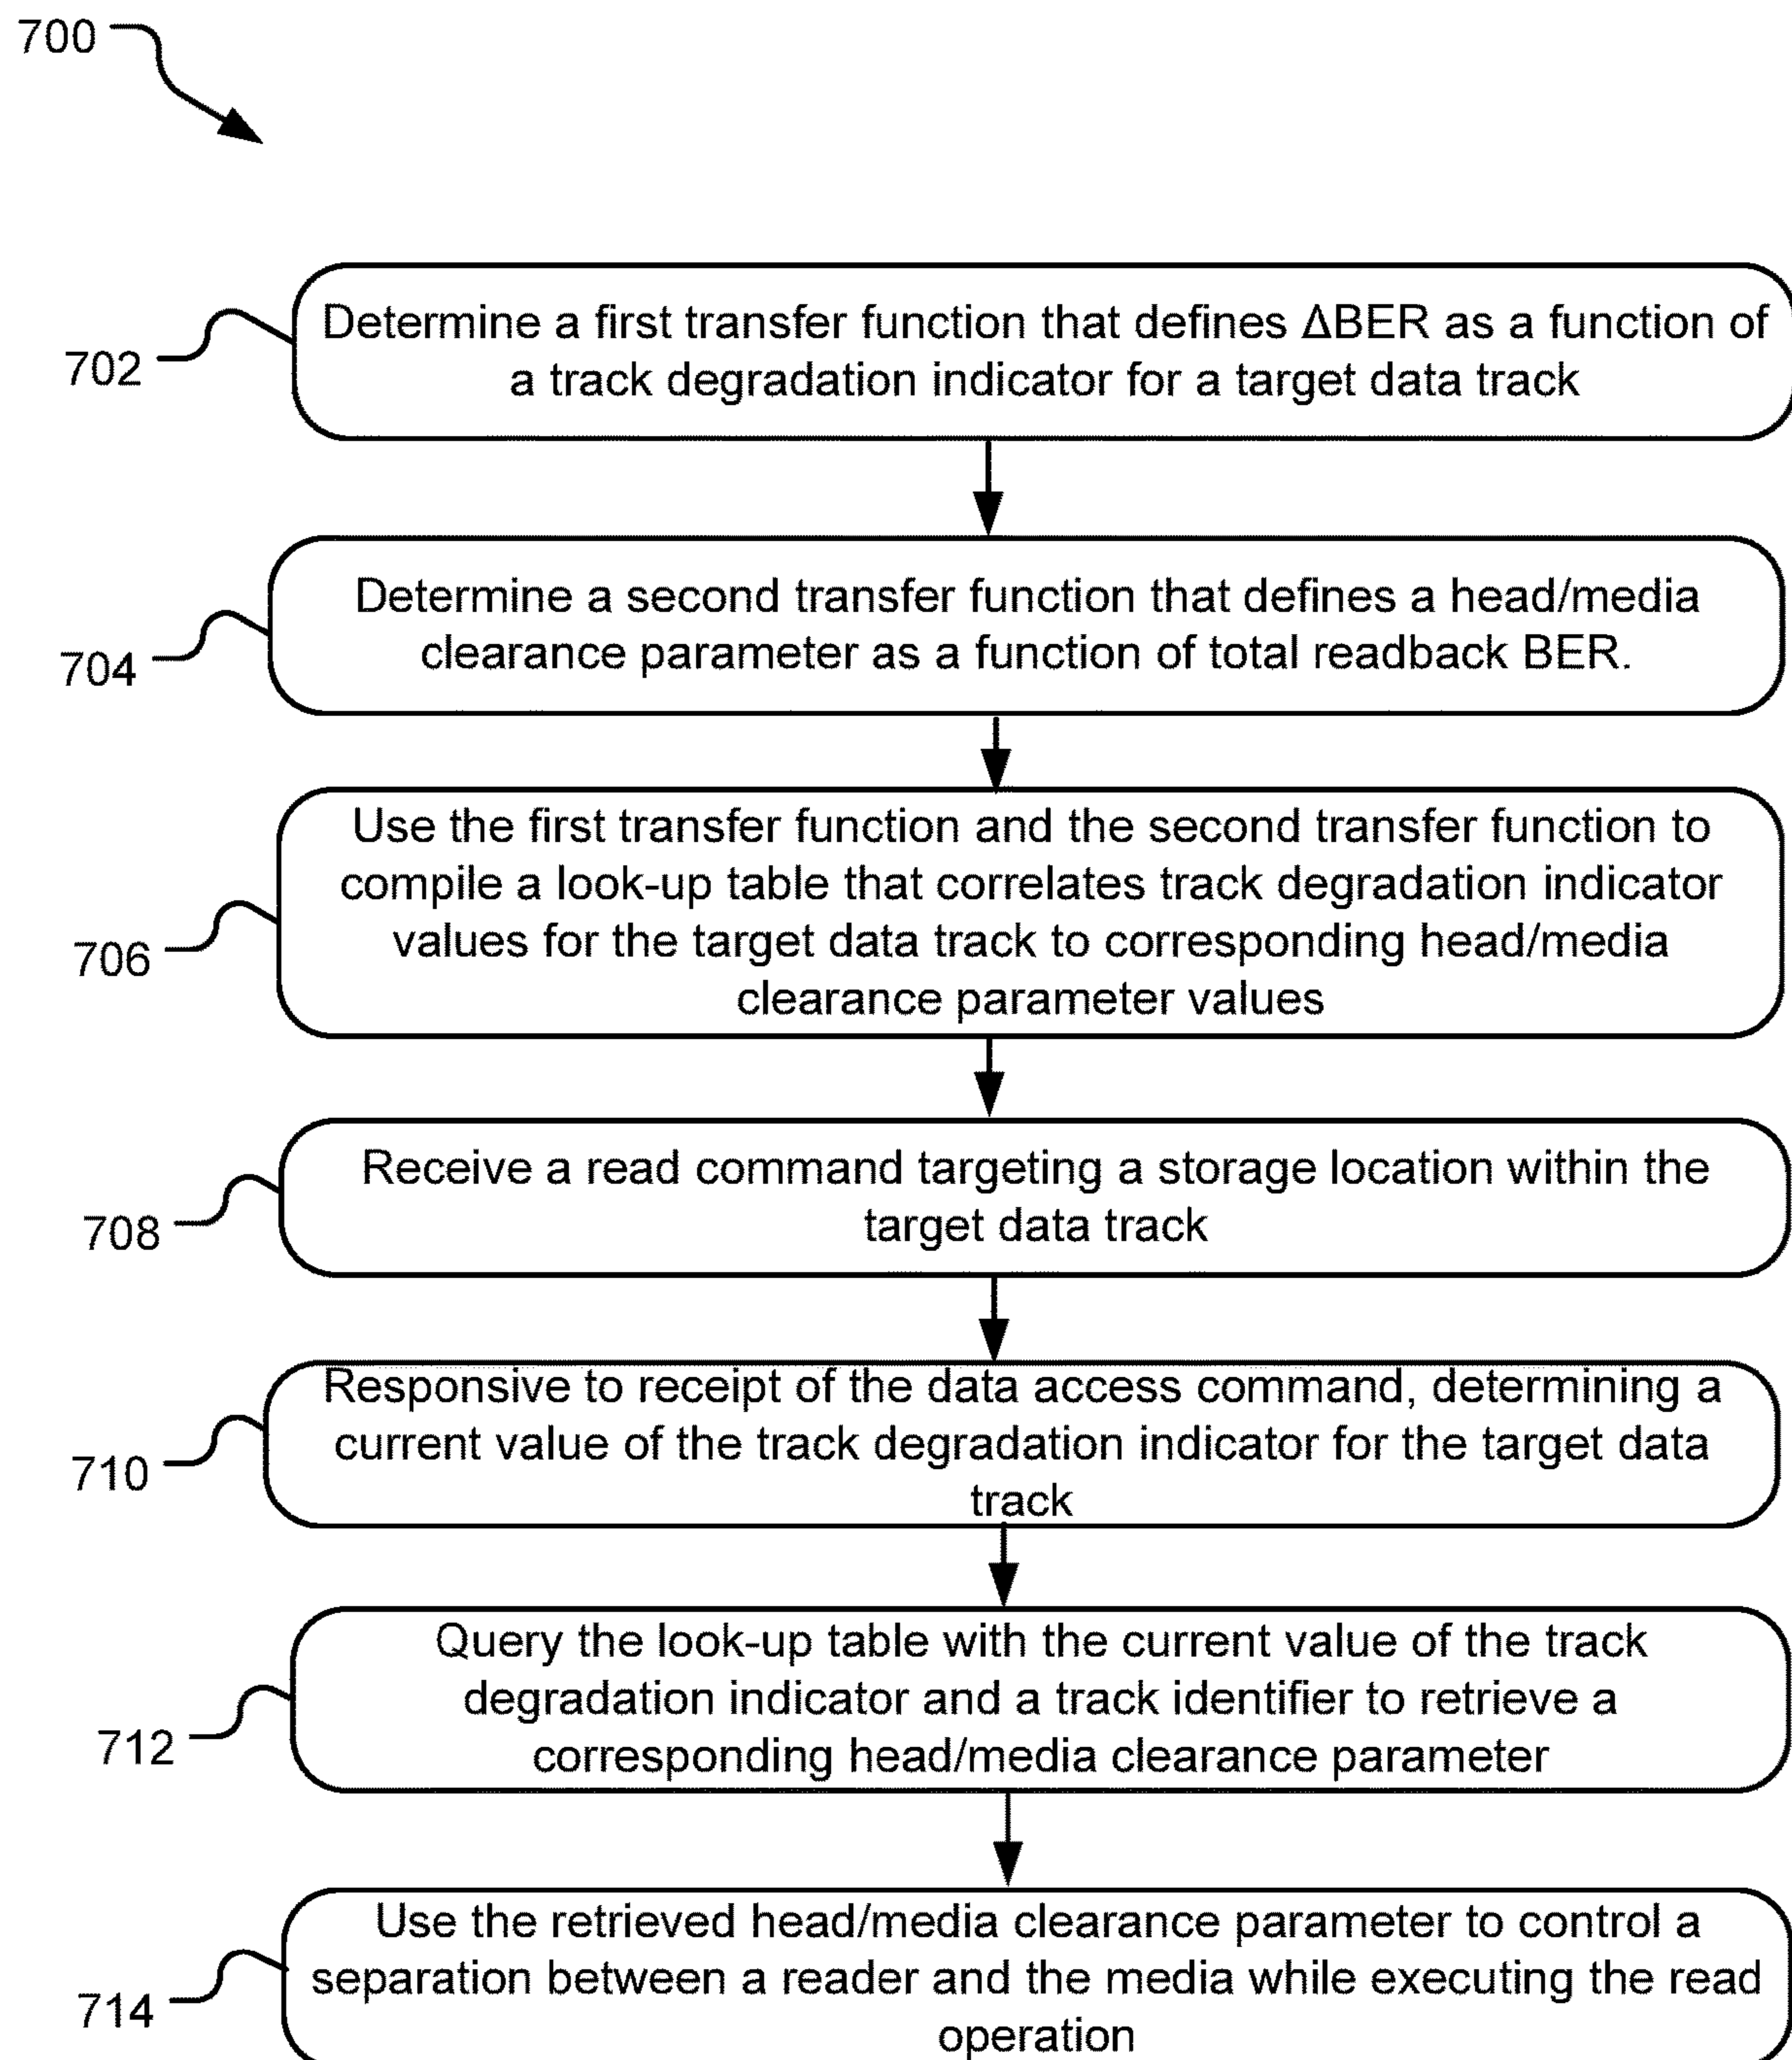 700
702
Determine a first transfer function that defines ΔBER as a function of
a track degradation indicator for a target data track
704
Determine a second transfer function that defines a head/media
clearance parameter as a function of total readback BER.
706
Use the first transfer function and the second transfer function to
compile a look-up table that correlates track degradation indicator
values for the target data track to corresponding head/media
clearance parameter values
708
Receive a read command targeting a storage location within the
target data track
710
Responsive to receipt of the data access command, determining a
current value of the track degradation indicator for the target data
track
712
Query the look-up table with the current value of the track
degradation indicator and a track identifier to retrieve a
corresponding head/media clearance parameter
714
Use the retrieved head/media clearance parameter to control a
separation between a reader and the media while executing the read
operation